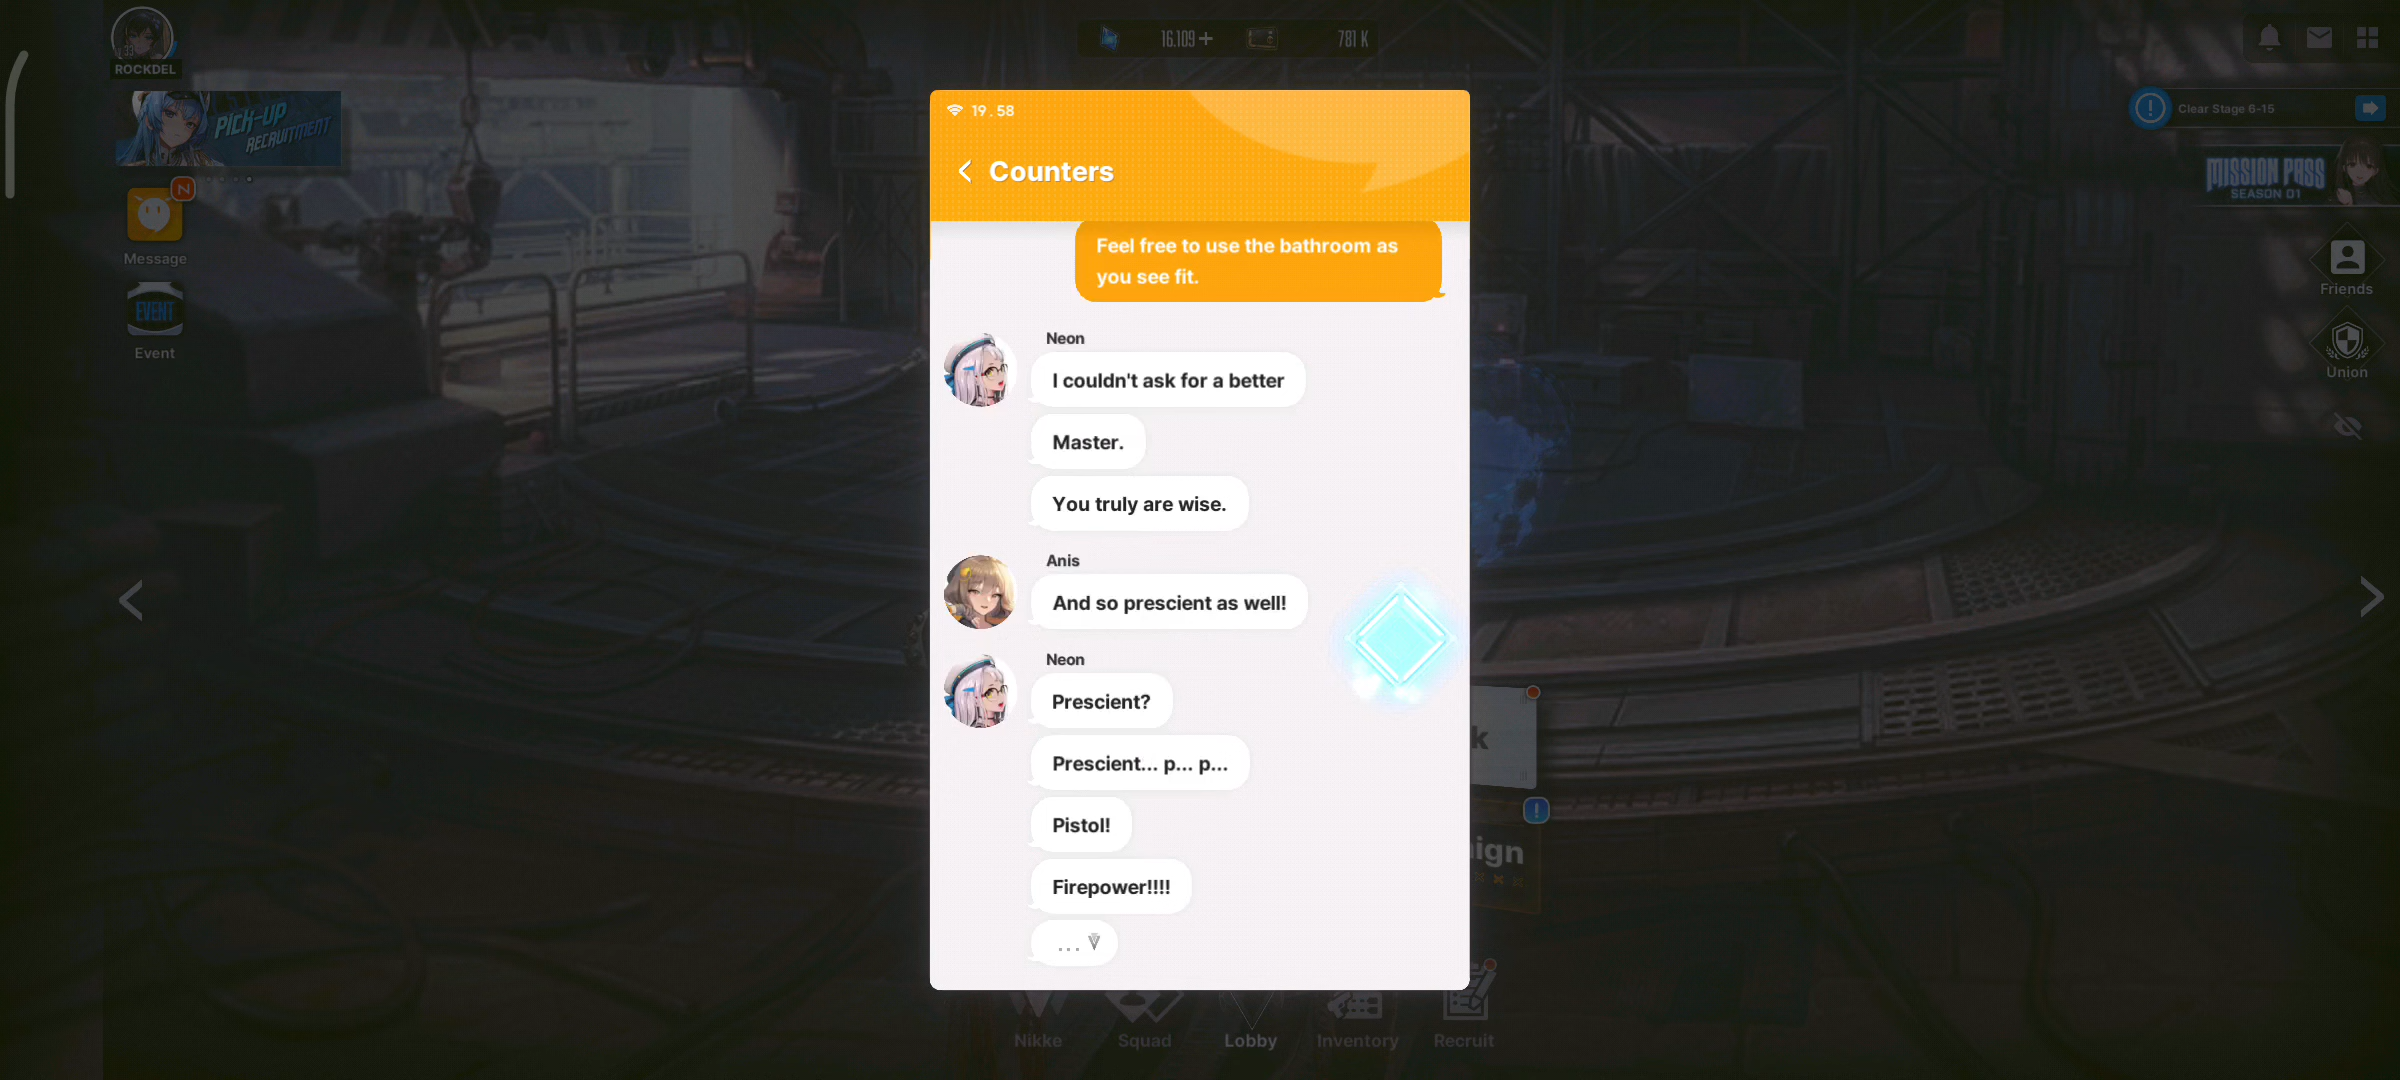 16.109
781 K
ROCKDEL
PICK-UP
RECRUITMENT
N
Message
EVENT
Event
19 . 58
Counters
Feel free to use the bathroom as
you see fit.
Neon
I couldn't ask for a better
Master.
You truly are wise.
Anis
And so prescient as well!
Neon
Prescient?
Prescient... p... p...
Pistol!
Firepower!!!!
...
Clear Stage 6-15
MISSION PASS
SEASON 01
Friends
Union
k
ign
Nikke
Squad
Lobby
Inventory
Recruit